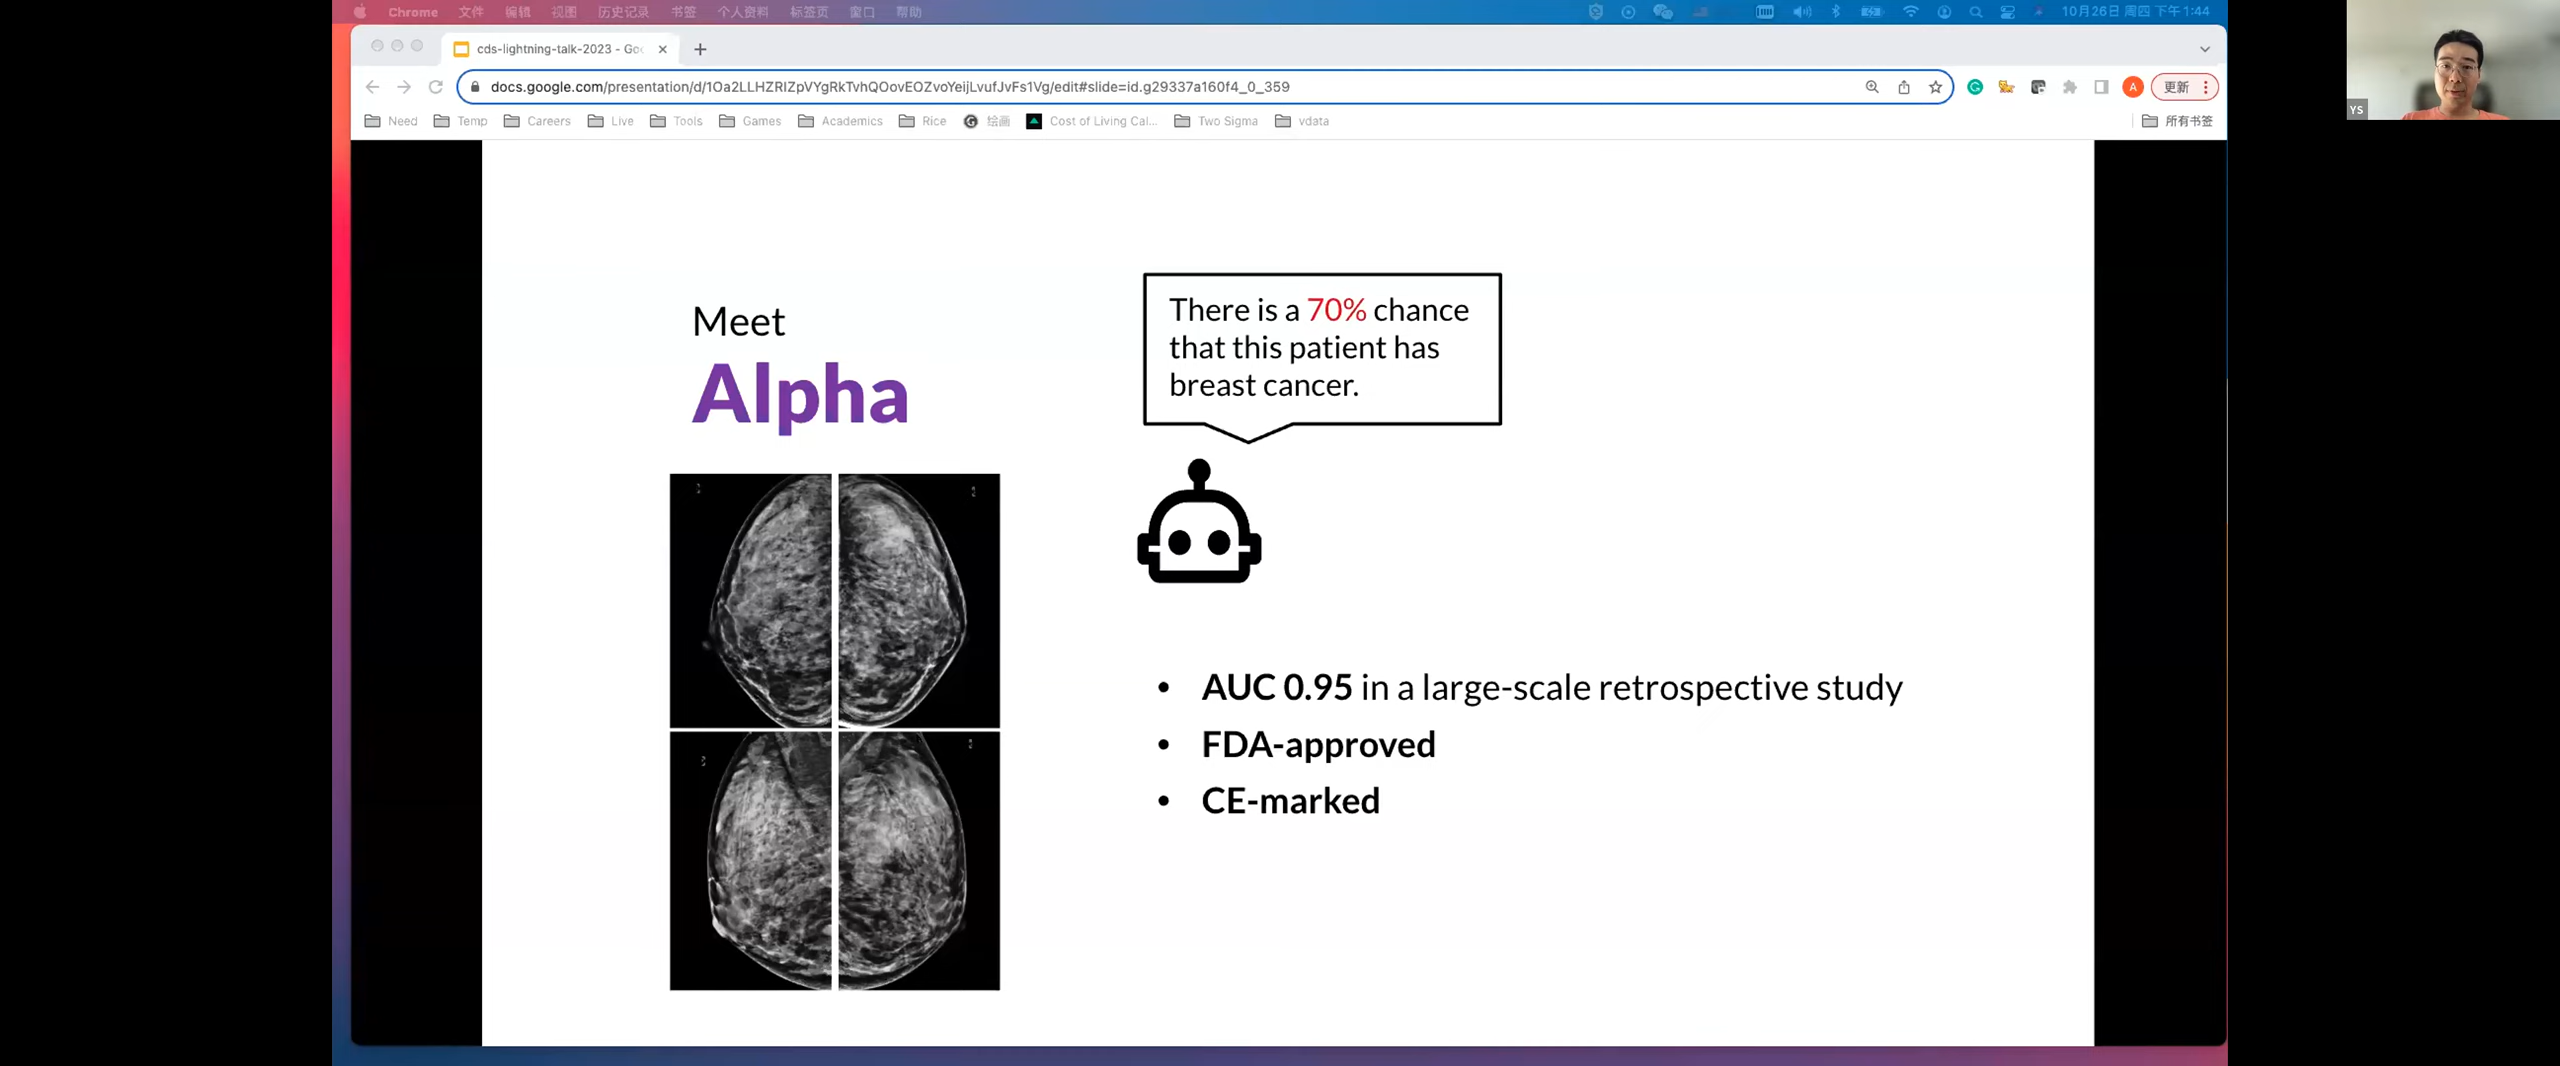 Chrome 文件 编辑 视图 历史记录 书签 个人资料 标签页 窗口 帮助
10月26日 周四 下午1:44
cds-lightning-talk-2023 - Goo
docs.google.com/presentation/d/1Oa2LLHZRIZpVYgRkTvhQOovEOZvoYeijLvufJvFs1Vg/edit#slide=id.g29337a160f4_0_359
A
更新
Need Temp Careers Live Tools Games Academics Rice 绘画 Cost of Living Cal... Two Sigma vdata
所有书签
YS
There is a 70% chance
that this patient has
breast cancer.
Meet
Alpha
• AUC 0.95 in a large-scale retrospective study
• FDA-approved
• CE-marked